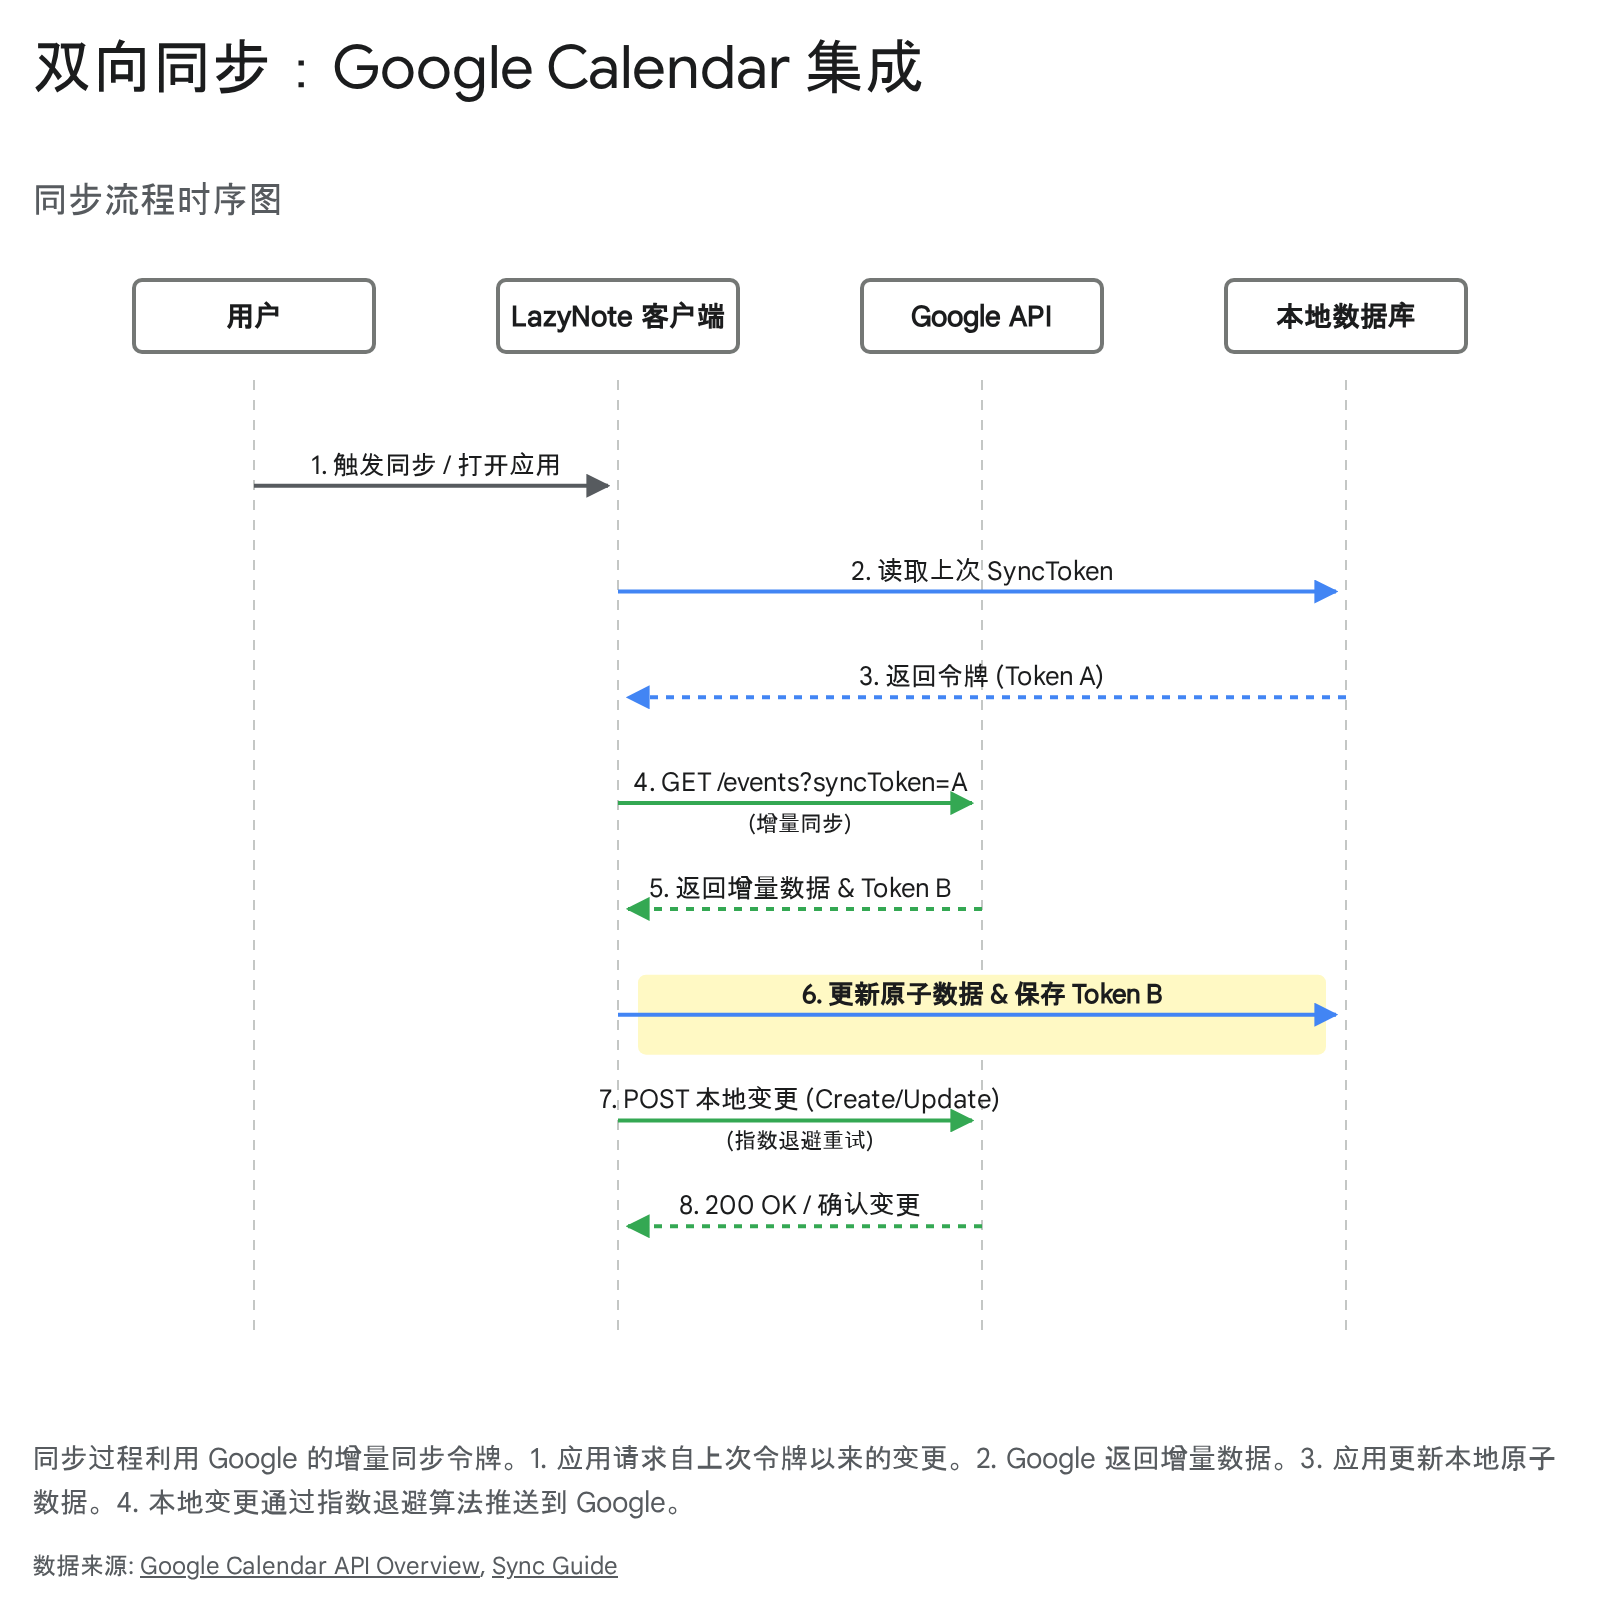 双向同步：Google Calendar 集成
同步流程时序图
用户
LazyNote 客户端
Google API
本地数据库
1. 触发同步 / 打开应用
2. 读取上次 SyncToken
3. 返回令牌 (Token A)
4. GET /events?syncToken=A
(增量同步)
5. 返回增量数据 & Token B
6. 更新原子数据 & 保存 Token B
7. POST 本地变更 (Create/Update)
(指数退避重试)
8. 200 OK / 确认变更
同步过程利用 Google 的增量同步令牌。1. 应用请求自上次令牌以来的变更。2. Google 返回增量数据。3. 应用更新本地原子
数据。4. 本地变更通过指数退避算法推送到 Google。
数据来源: Google Calendar API Overview, Sync Guide